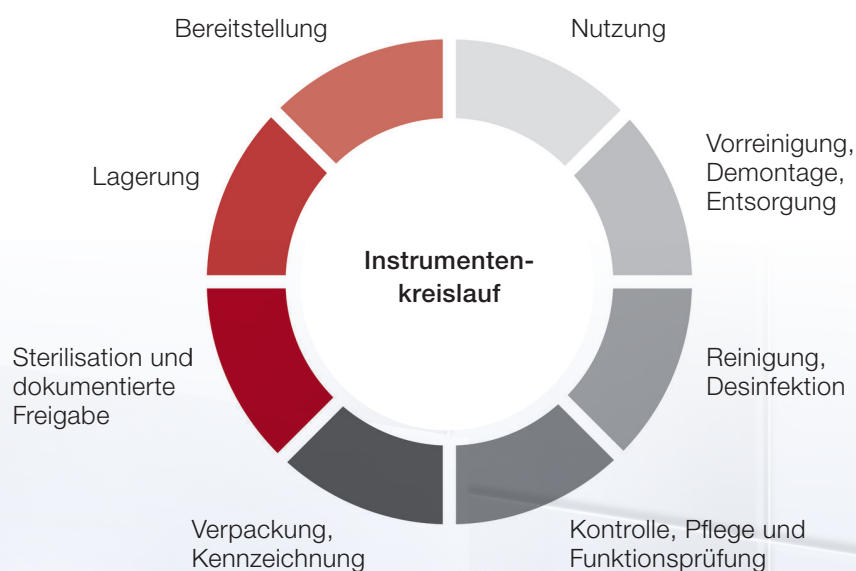 Bereitstellung
Nutzung
Vorreinigung,
Demontage,
Entsorgung
Lagerung
Instrumenten-
kreislauf
Sterilisation und
dokumentierte
Freigabe
Reinigung,
Desinfektion
Verpackung,
Kennzeichnung
Kontrolle, Pflege und
Funktionsprüfung